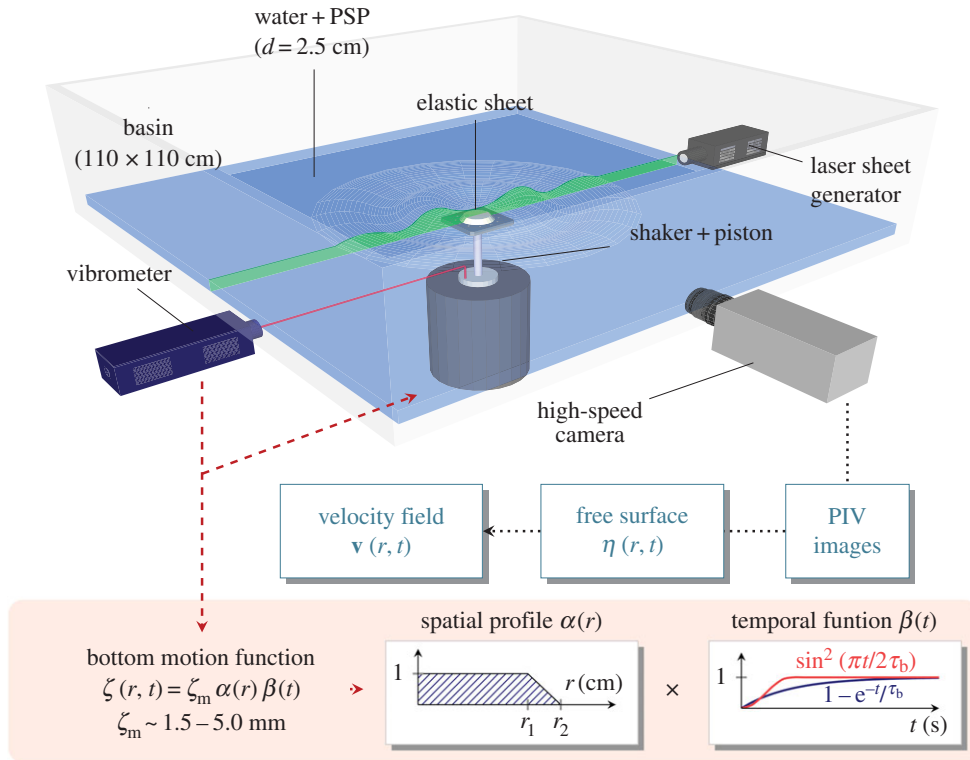 water + PSP
(d = 2.5 cm)
elastic sheet
basin
(110 × 110 cm)
laser sheet
generator
shaker + piston
vibrometer
high-speed
camera
velocity field
v (r, t)
free surface
η (r, t)
PIV
images
bottom motion function
ζ (r, t) = ζm α(r) β(t)
ζm ~ 1.5 – 5.0 mm
spatial profile α(r)
1
r (cm)
r1
r2
×
temporal funtion β(t)
1
sin² (πt/2τb)
1 – e^–t/τb
t (s)